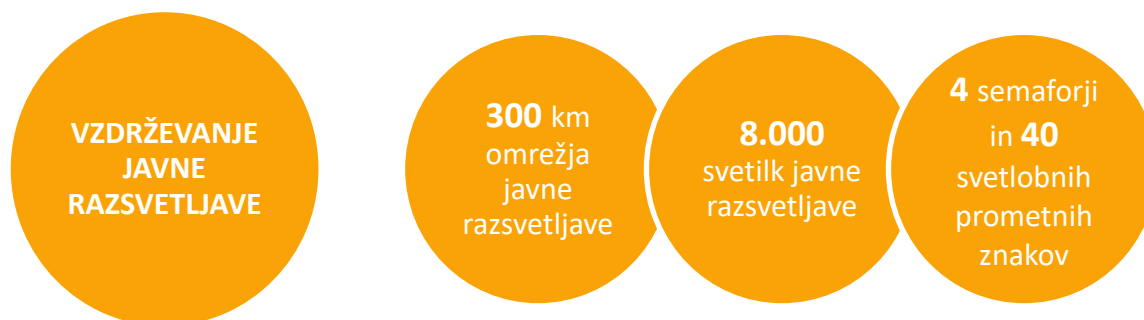 VZDRŽEVANJE
JAVNE
RAZSVETLJAVE
300 km
omrežja
javne
razsvetljave
8.000
svetilk javne
razsvetljave
4 semaforji
in 40
svetlobnih
prometnih
znakov